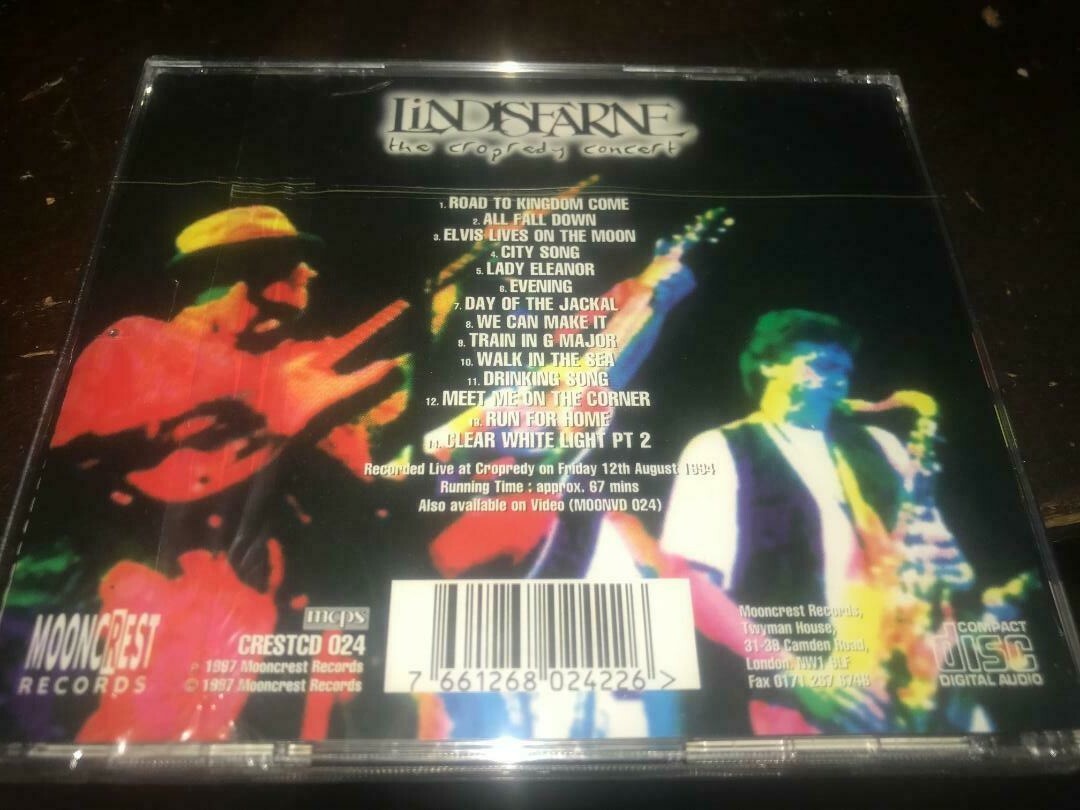 LINDISFARNE
the cropredy concert
1. ROAD TO KINGDOM COME
2. ALL FALL DOWN
3. ELVIS LIVES ON THE MOON
4. CITY SONG
5. LADY ELEANOR
6. EVENING
7. DAY OF THE JACKAL
8. WE CAN MAKE IT
9. TRAIN IN G MAJOR
10. WALK IN THE SEA
11. DRINKING SONG
12. MEET ME ON THE CORNER
13. RUN FOR HOME
14. CLEAR WHITE LIGHT PT 2
Recorded Live at Cropredy on Friday 12th August 1994
Running Time : approx. 67 mins
Also available on Video (MOONVD 024)
MOONCREST
RECORDS
mcps
CRESTCD 024
℗ 1997 Mooncrest Records
© 1997 Mooncrest Records
7 661268 024226 >
Mooncrest Records,
Twyman House,
31-39 Camden Road,
London. NW1 9LF
Fax 0171
COMPACT
disc
DIGITAL AUDIO